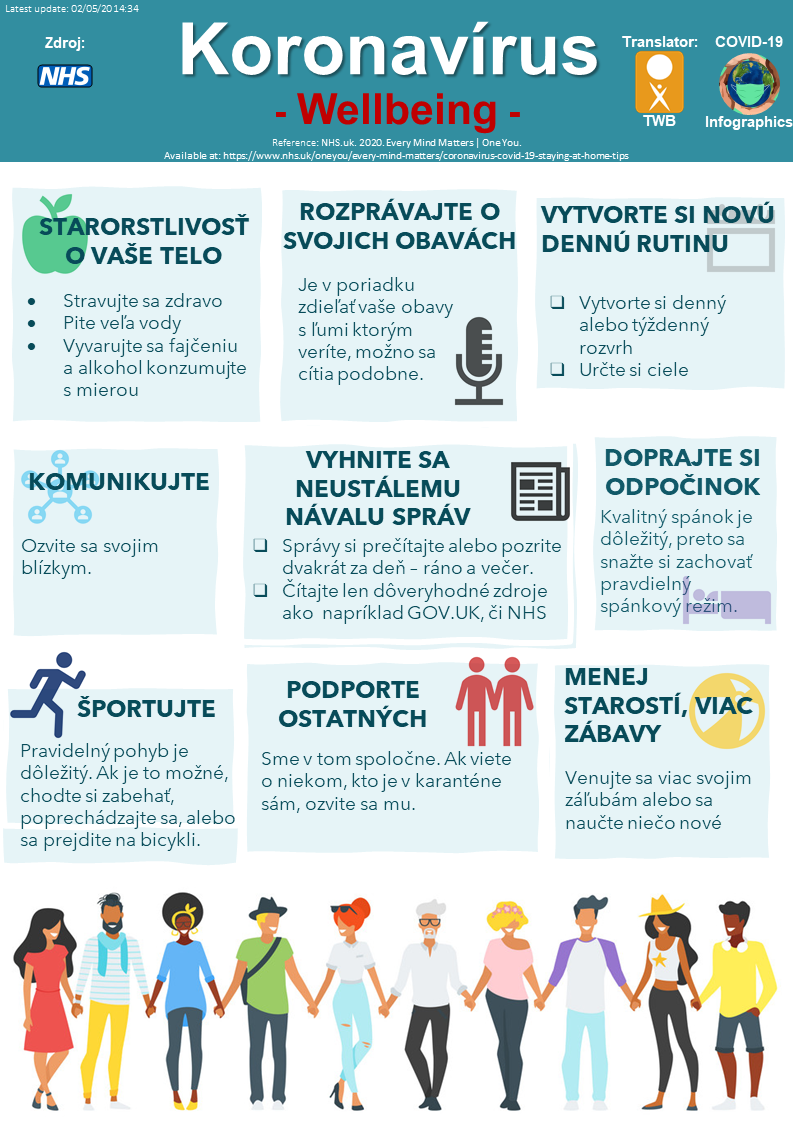 Latest update: 02/05/2014:34
Zdroj:
NHS
Koronavírus
- Wellbeing -
Translator:
TWB
COVID-19
Infographics
Reference: NHS.uk. 2020. Every Mind Matters | One You.
Available at: https://www.nhs.uk/oneyou/every-mind-matters/coronavirus-covid-19-staying-at-home-tips
STARORSTLIVOSŤ
O VAŠE TELO
• Stravujte sa zdravo
• Pite veľa vody
• Vyvarujte sa fajčeniu
a alkohol konzumujte
s mierou
ROZPRÁVAJTE O
SVOJICH OBAVÁCH
Je v poriadku
zdieľať vaše obavy
s ľumi ktorým
veríte, možno sa
cítia podobne.
VYTVORTE SI NOVÚ
DENNÚ RUTINU
❑ Vytvorte si denný
alebo týždenný
rozvrh
❑ Určte si ciele
KOMUNIKUJTE
Ozvite sa svojim
blízkym.
VYHNITE SA
NEUSTÁLEMU
NÁVALU SPRÁV
❑ Správy si prečítajte alebo pozrite
dvakrát za deň – ráno a večer.
❑ Čítajte len dôveryhodné zdroje
ako napríklad GOV.UK, či NHS
DOPRAJTE SI
ODPOČINOK
Kvalitný spánok je
dôležitý, preto sa
snažte si zachovať
pravdielný
spánkový režim.
ŠPORTUJTE
Pravidelný pohyb je
dôležitý. Ak je to možné,
chodte si zabehať,
poprechádzajte sa, alebo
sa prejdite na bicykli.
PODPORTE
OSTATNÝCH
Sme v tom spoločne. Ak viete
o niekom, kto je v karanténe
sám, ozvite sa mu.
MENEJ
STAROSTÍ, VIAC
ZÁBAVY
Venujte sa viac svojim
záľubám alebo sa
naučte niečo nové